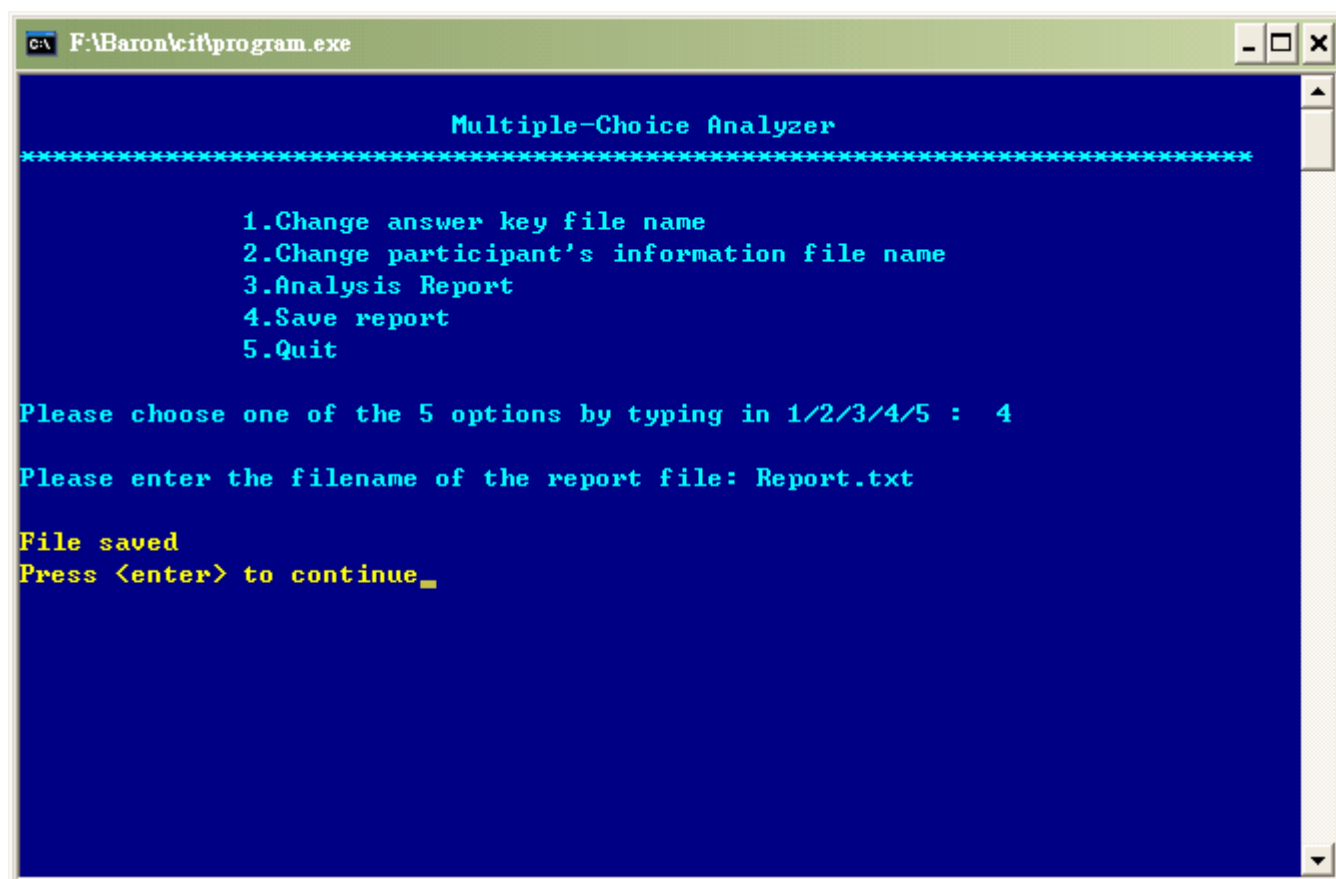 F:\Baron\cit\program.exe
Multiple-Choice Analyzer
*****************************************************************************
1.Change answer key file name
2.Change participant's information file name
3.Analysis Report
4.Save report
5.Quit
Please choose one of the 5 options by typing in 1/2/3/4/5 :  4
Please enter the filename of the report file: Report.txt
File saved
Press <enter> to continue_